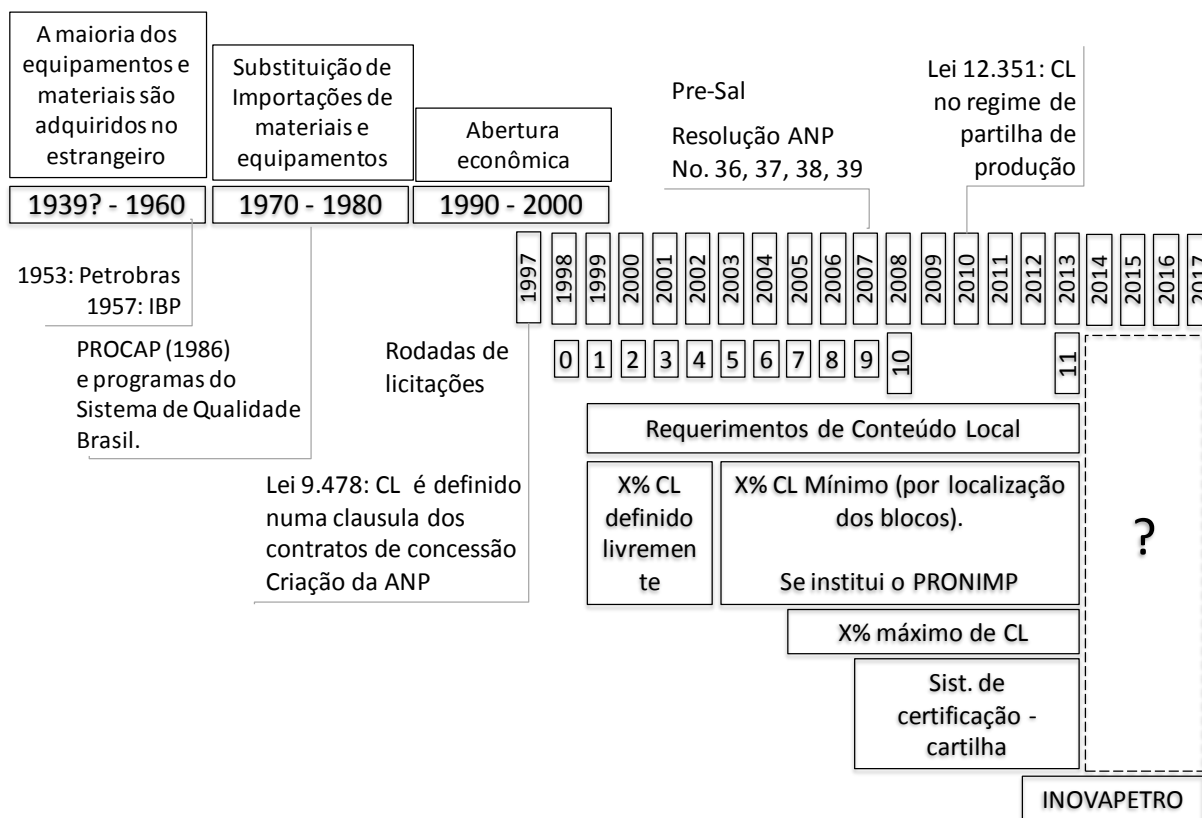 A maioria dos
equipamentos e
materiais são
adquiridos no
estrangeiro
Substituição de
Importações de
materiais e
equipamentos
Abertura
econômica
Pre-Sal
Resolução ANP
No. 36, 37, 38, 39
Lei 12.351: CL
no regime de
partilha de
produção
1939? - 1960
1970 - 1980
1990 - 2000
1997
1998
1999
2000
2001
2002
2003
2004
2005
2006
2007
2008
2009
2010
2011
2012
2013
2014
2015
2016
2017
1953: Petrobras
1957: IBP
PROCAP (1986)
e programas do
Sistema de Qualidade
Brasil.
Rodadas de
licitações
0
1
2
3
4
5
6
7
8
9
10
11
Requerimentos de Conteúdo Local
Lei 9.478: CL é definido
numa clausula dos
contratos de concessão
Criação da ANP
X% CL
definido
livremen
te
X% CL Mínimo (por localização
dos blocos).
Se institui o PRONIMP
?
X% máximo de CL
Sist. de
certificação -
cartilha
INOVAPETRO